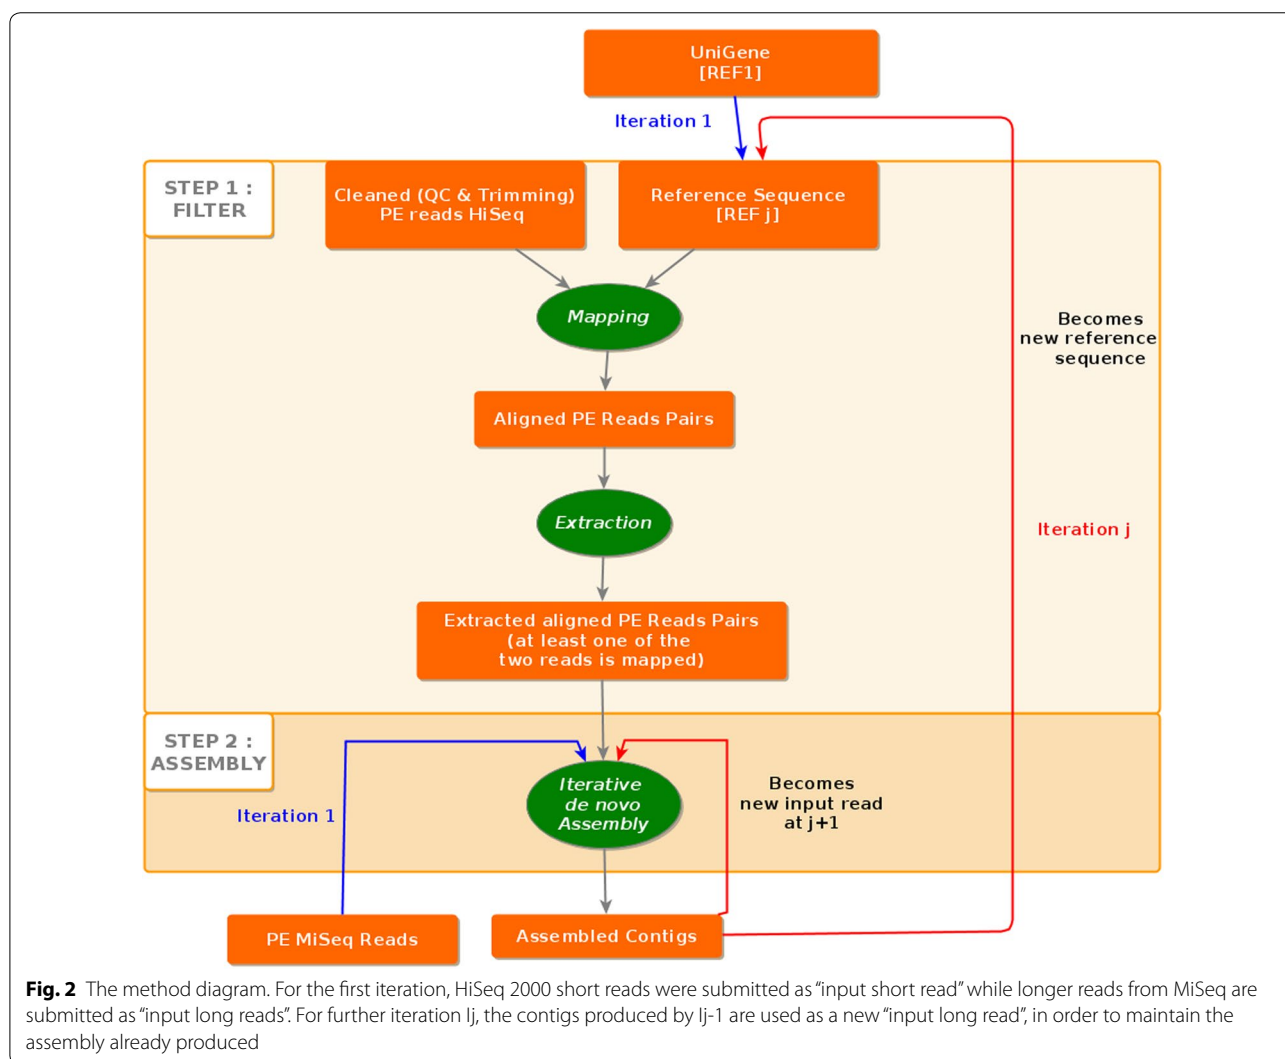 UniGene
[REF1]
Iteration 1
STEP 1 :
FILTER
Cleaned (QC & Trimming)
PE reads HiSeq
Reference Sequence
[REF j]
Mapping
Becomes
new reference
sequence
Aligned PE Reads Pairs
Extraction
Iteration j
Extracted aligned PE Reads Pairs
(at least one of the
two reads is mapped)
STEP 2 :
ASSEMBLY
Iteration 1
Iterative
de novo
Assembly
Becomes
new input read
at j+1
PE MiSeq Reads
Assembled Contigs
Fig. 2 The method diagram. For the first iteration, HiSeq 2000 short reads were submitted as “input short read” while longer reads from MiSeq are
submitted as “input long reads”. For further iteration Ij, the contigs produced by Ij-1 are used as a new “input long read”, in order to maintain the
assembly already produced